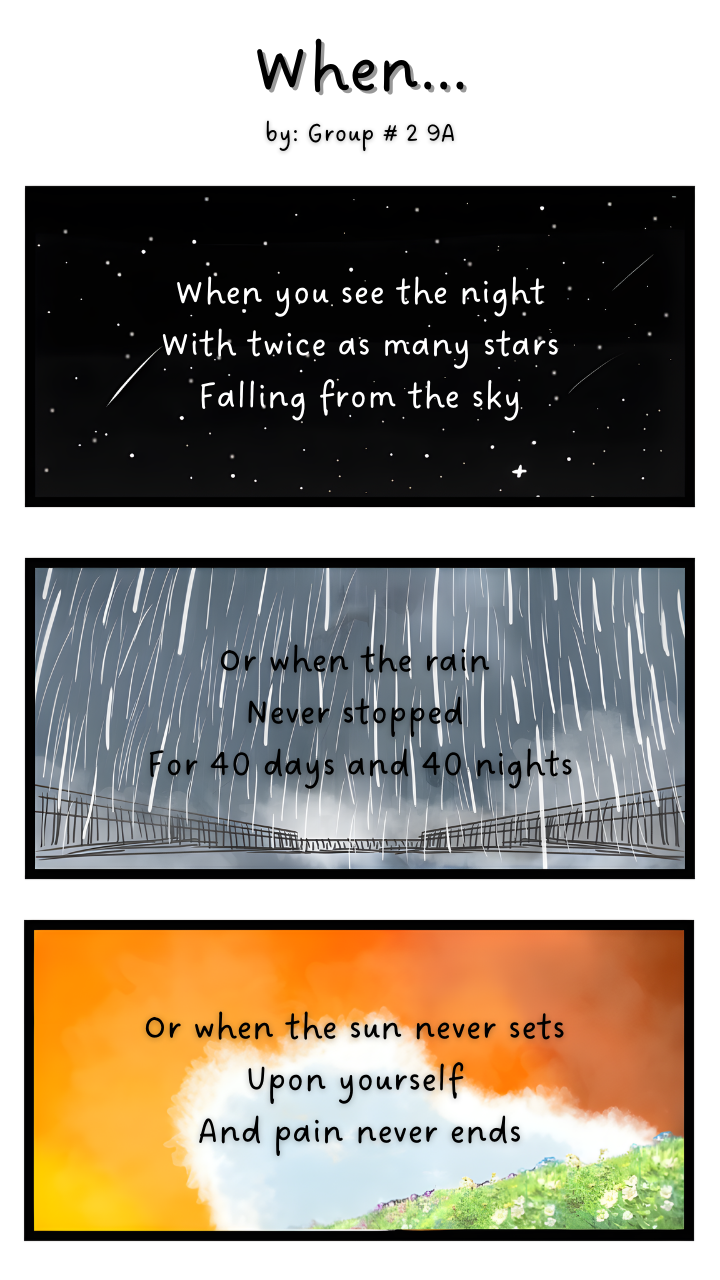 When...
by: Group # 2 9A
When you see the night
With twice as many stars
Falling from the sky
Or when the rain
Never stopped
For 40 days and 40 nights
Or when the sun never sets
Upon yourself
And pain never ends